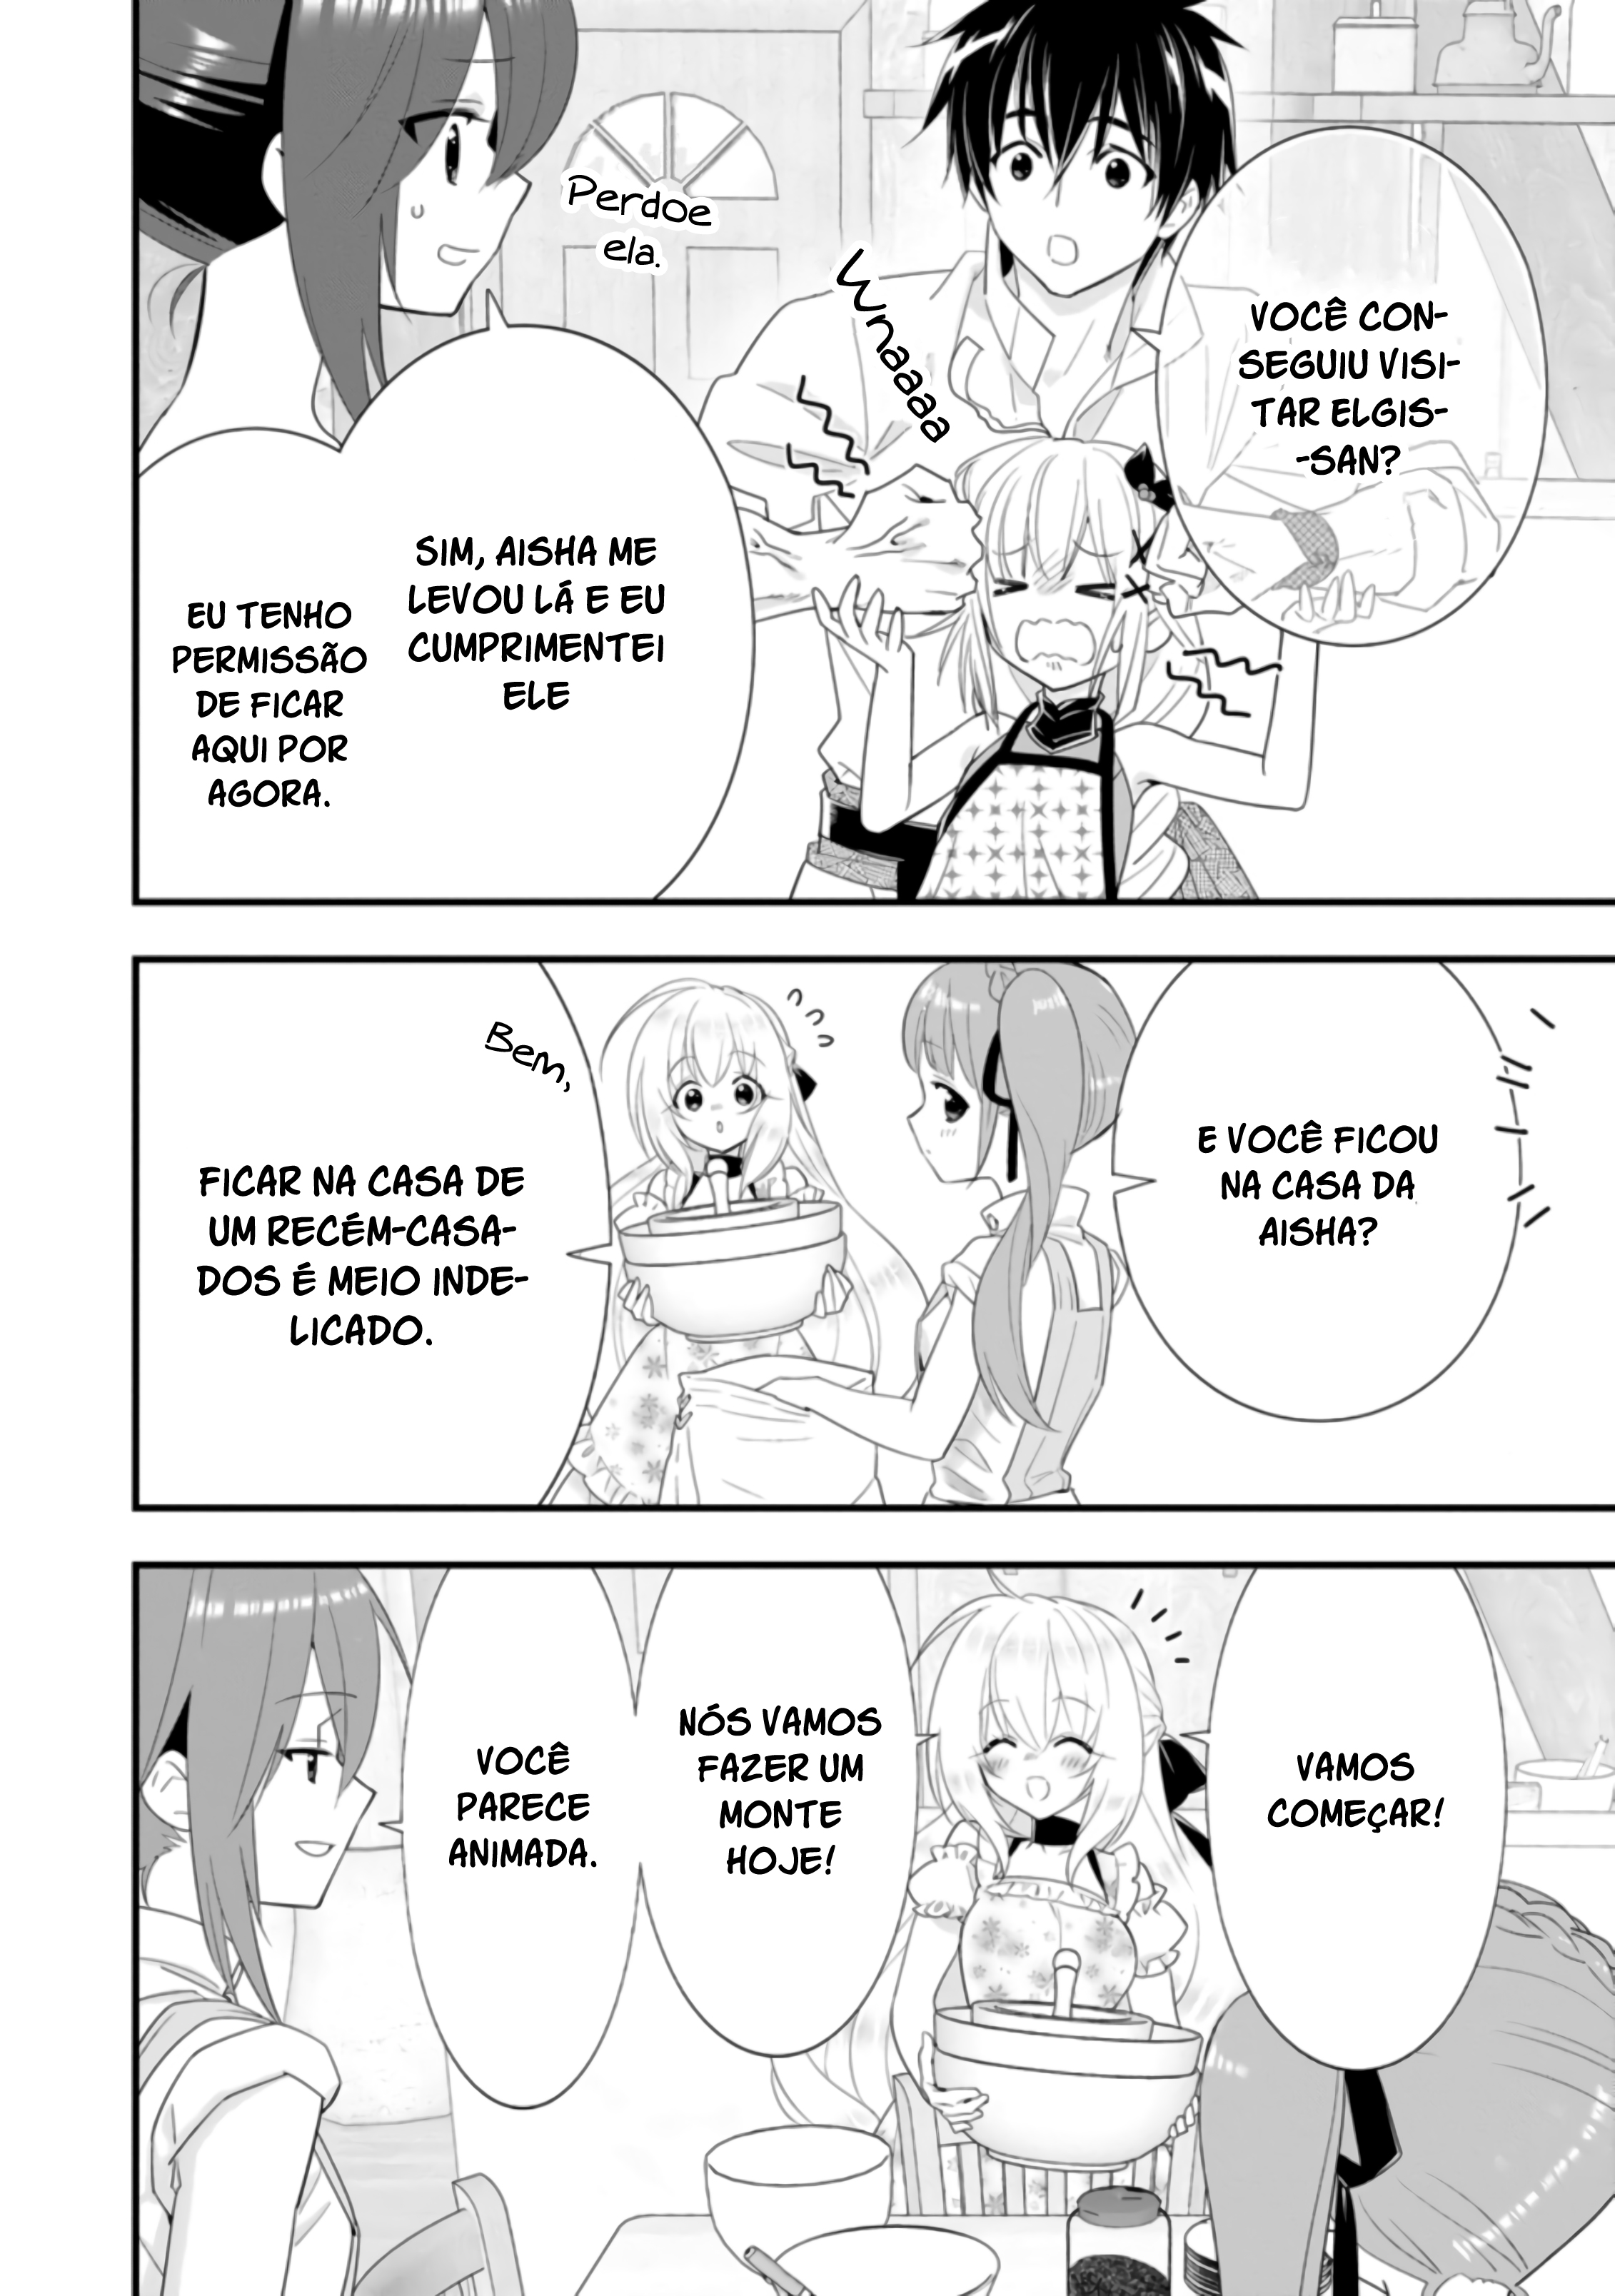 VOCÊ CON-
SEGUIU VISI-
TAR ELGIS-
-SAN?
Wnaaaa
Perdoe
ela.
SIM, AISHA ME
LEVOU LÁ E EU
CUMPRIMENTEI
ELE
EU TENHO
PERMISSÃO
DE FICAR
AQUI POR
AGORA.
E VOCÊ FICOU
NA CASA DA
AISHA?
Bem,
FICAR NA CASA DE
UM RECÉM-CASA-
DOS É MEIO INDE-
LICADO.
VAMOS
COMEÇAR!
NÓS VAMOS
FAZER UM
MONTE
HOJE!
VOCÊ
PARECE
ANIMADA.